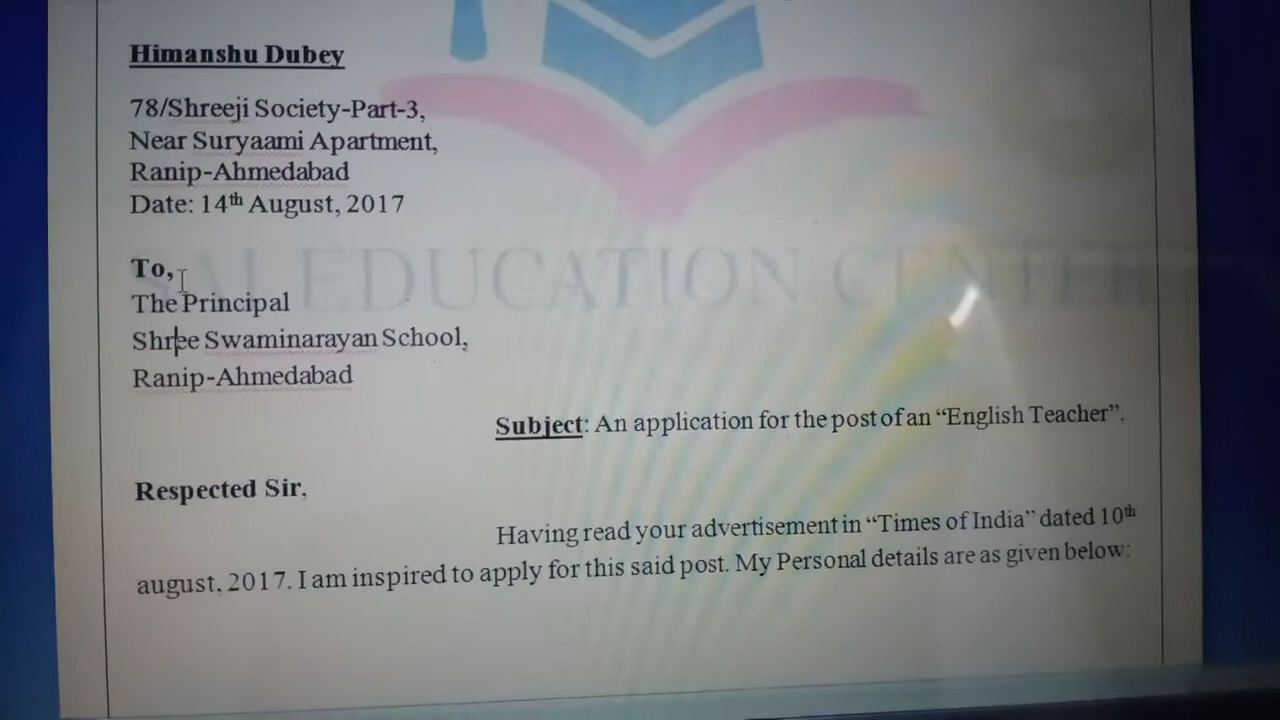 Himanshu Dubey
78/Shreeji Society-Part-3,
Near Suryaami Apartment,
Ranip-Ahmedabad
Date: 14th August, 2017
EDUCATION CENTER
To,
The Principal
Shree Swaminarayan School,
Ranip-Ahmedabad
Subject: An application for the post of an “English Teacher”.
Respected Sir,
Having read your advertisement in “Times of India” dated 10th
august, 2017. I am inspired to apply for this said post. My Personal details are as given below: